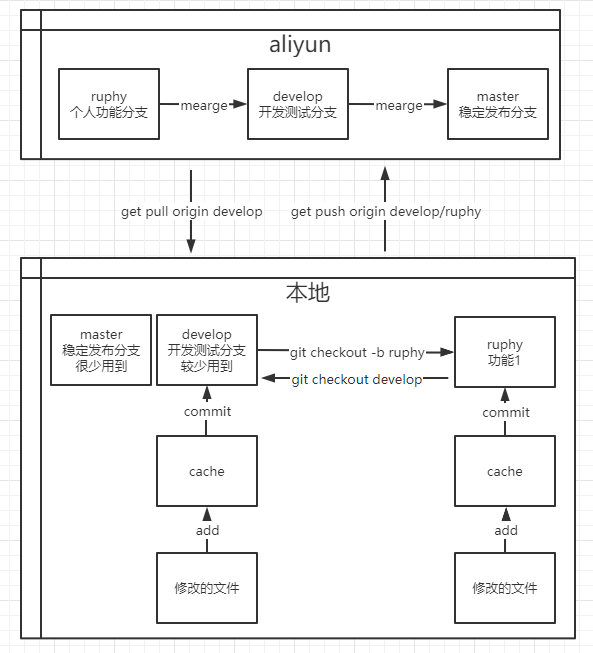 aliyun
ruphy
个人功能分支
mearge
develop
开发测试分支
mearge
master
稳定发布分支
get pull origin develop
get push origin develop/ruphy
本地
master
稳定发布分支
很少用到
develop
开发测试分支
较少用到
git checkout -b ruphy
git checkout develop
ruphy
功能1
commit
commit
cache
cache
add
add
修改的文件
修改的文件